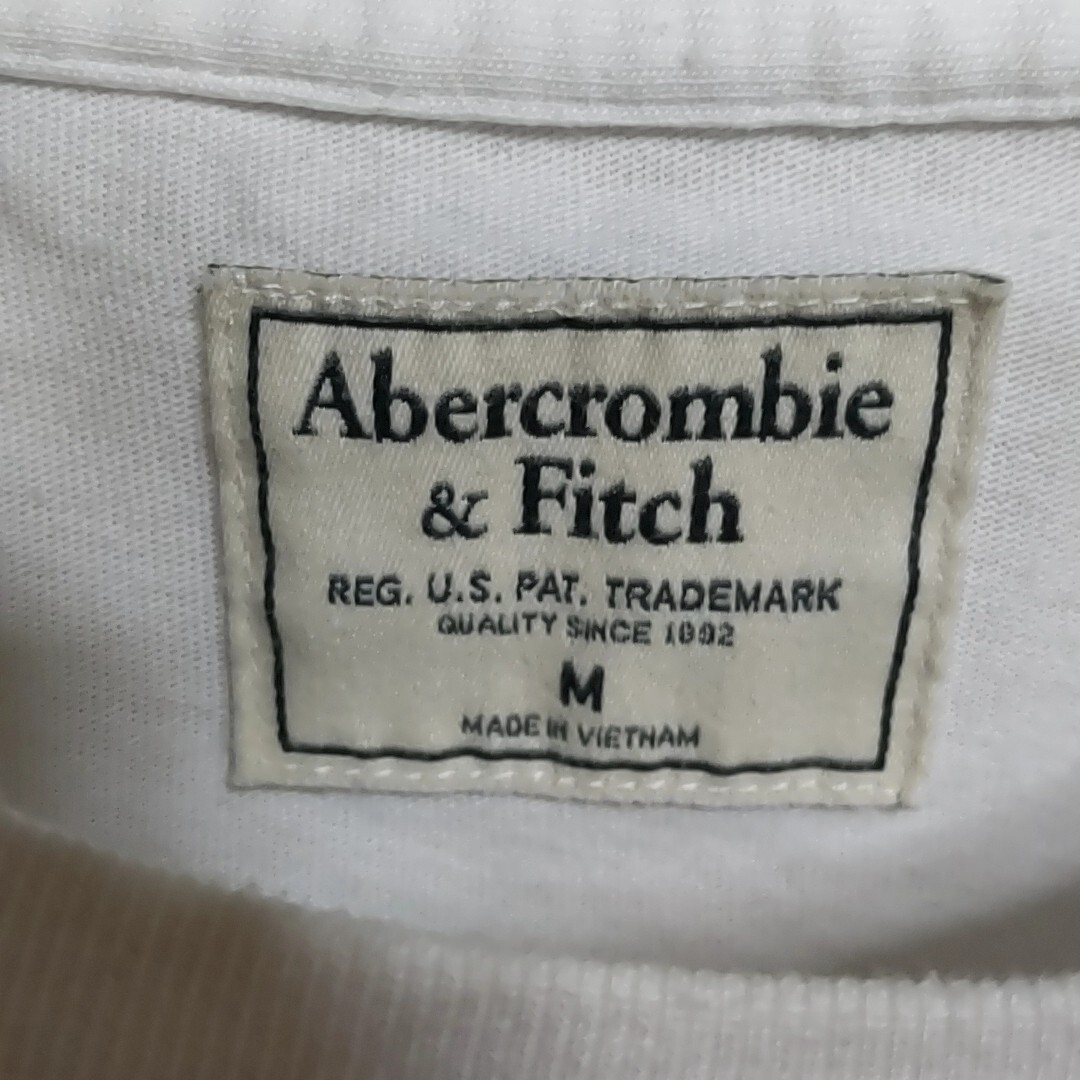 Abercrombie
& Fitch
REG. U.S. PAT. TRADEMARK
QUALITY SINCE 1892
M
MADE IN VIETNAM